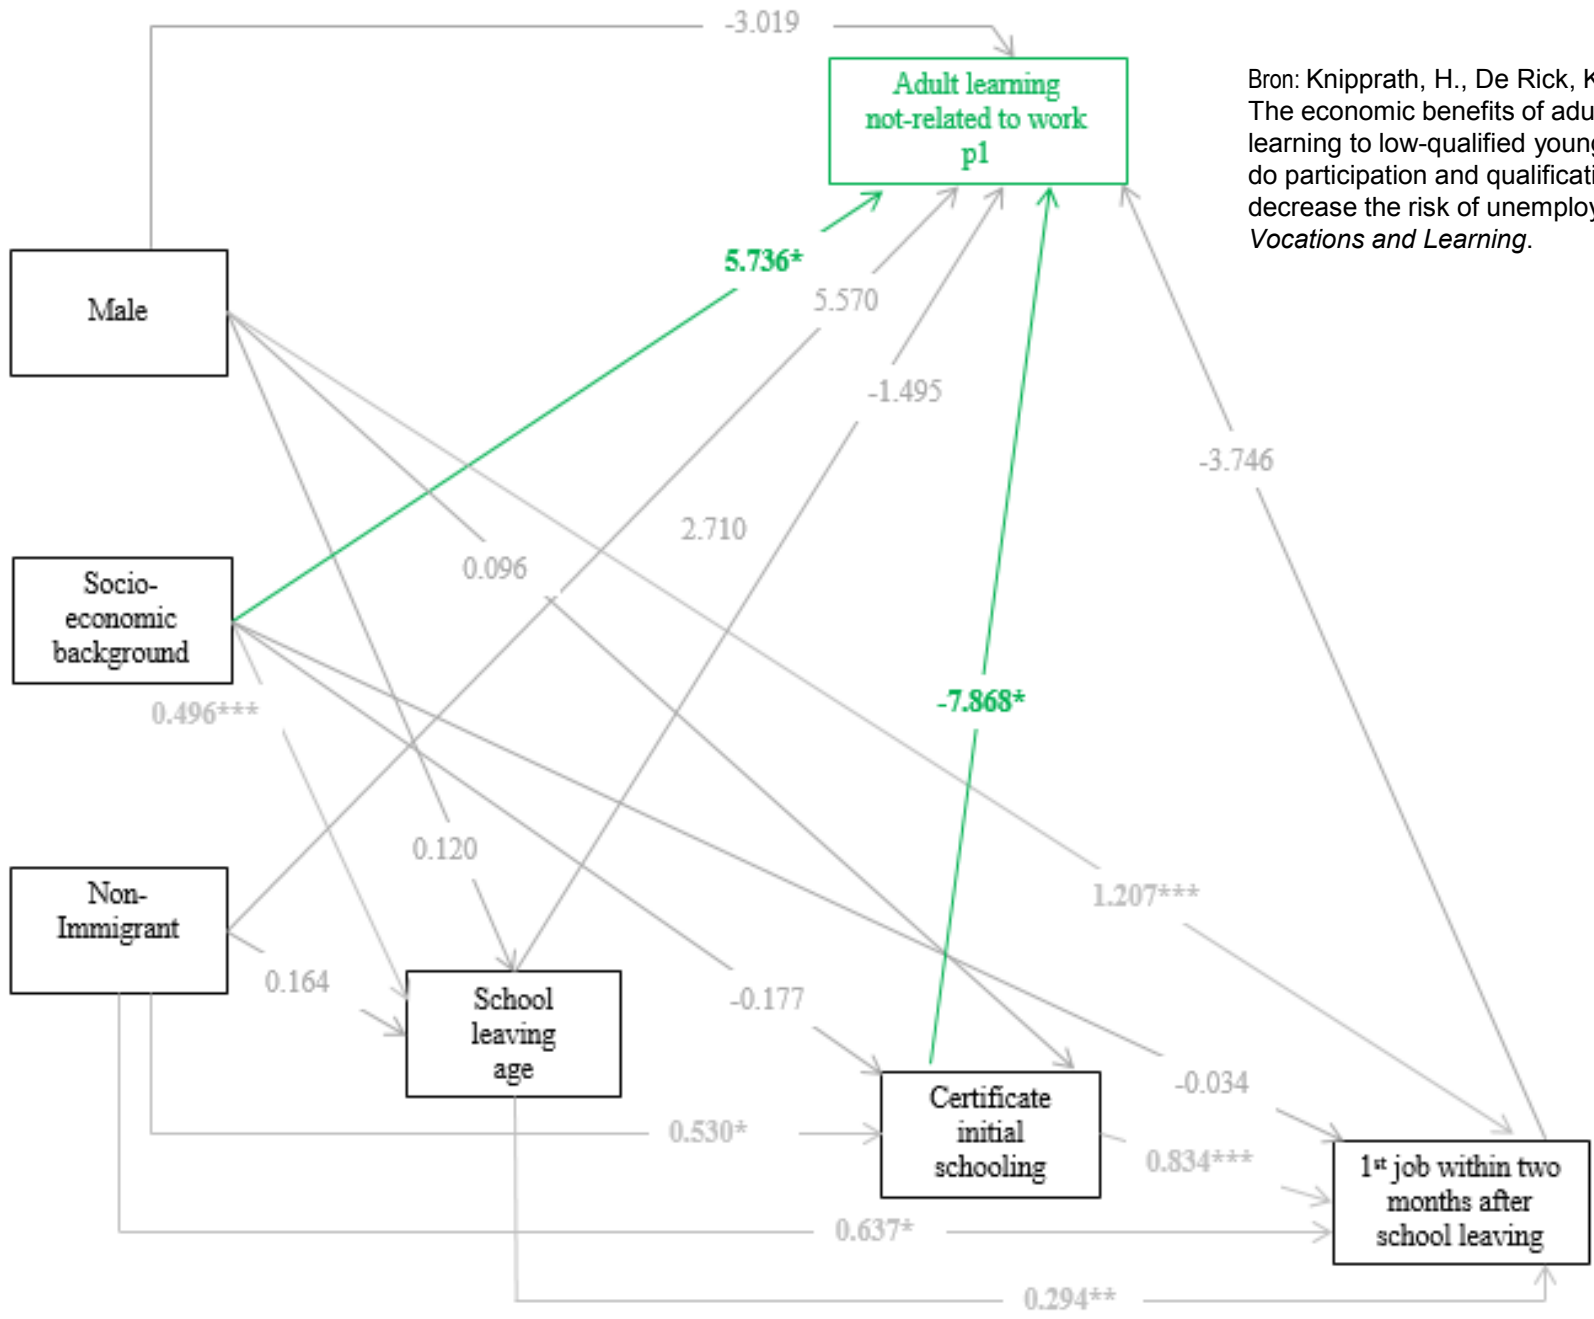 -3.019
Adult learning
not-related to work
p1
Bron: Knipprath, H., De Rick, K
The economic benefits of adu
learning to low-qualified young
do participation and qualificati
decrease the risk of unemploy
Vocations and Learning.
5.736*
5.570
Male
-1.495
-3.746
2.710
0.096
Socio-
economic
background
-7.868*
0.496***
0.120
1.207***
Non-
Immigrant
0.164
-0.177
School
leaving
age
-0.034
Certificate
initial
schooling
0.530*
0.834***
1st job within two
months after
school leaving
0.637*
0.294**